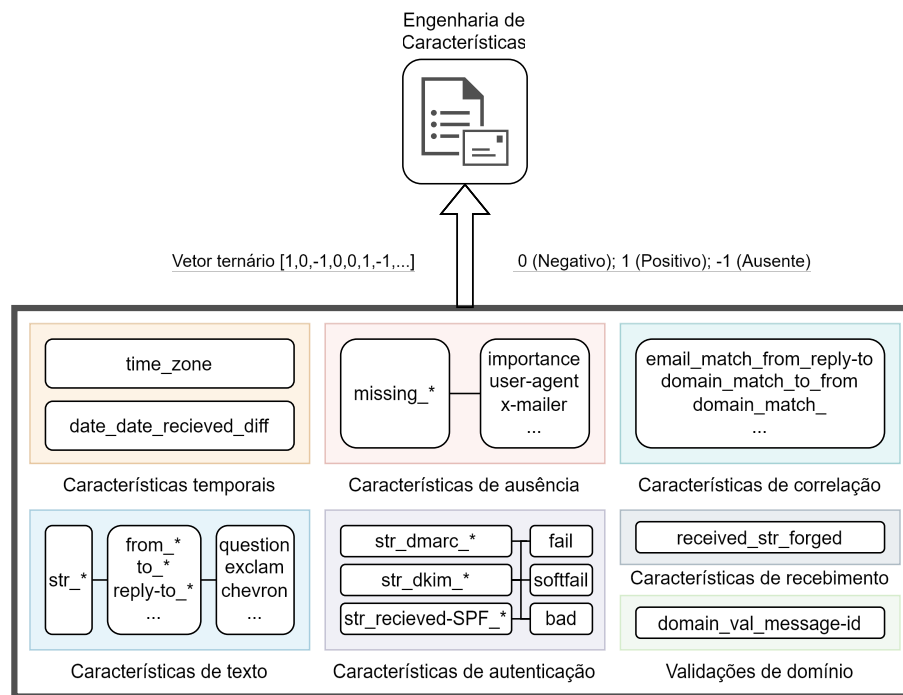 Engenharia de
Características
Vetor ternário [1,0,-1,0,0,1,-1,...]
0 (Negativo); 1 (Positivo); -1 (Ausente)
time_zone
date_date_recieved_diff
Características temporais
missing_*
importance
user-agent
x-mailer
...
Características de ausência
email_match_from_reply-to
domain_match_to_from
domain_match_
...
Características de correlação
str_*
from_*
to_*
reply-to_*
...
question
exclam
chevron
...
Características de texto
str_dmarc_*
str_dkim_*
str_recieved-SPF_*
fail
softfail
bad
Características de autenticação
received_str_forged
Características de recebimento
domain_val_message-id
Validações de domínio